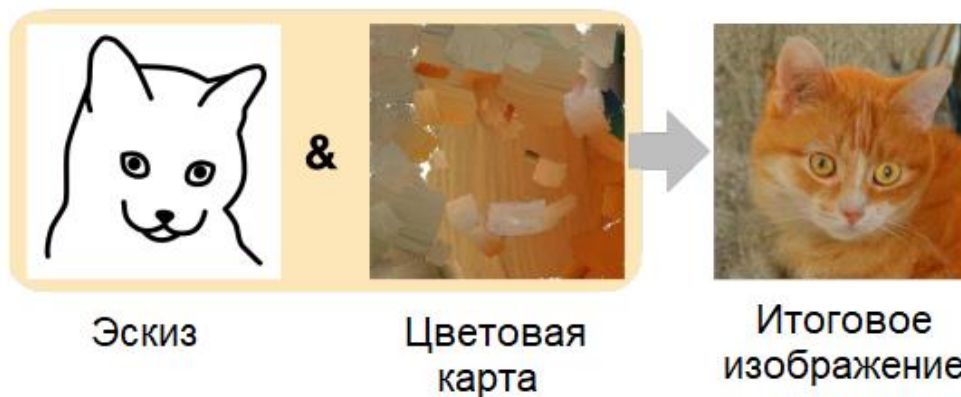 &
Эскиз
Цветовая
карта
Итоговое
изображение